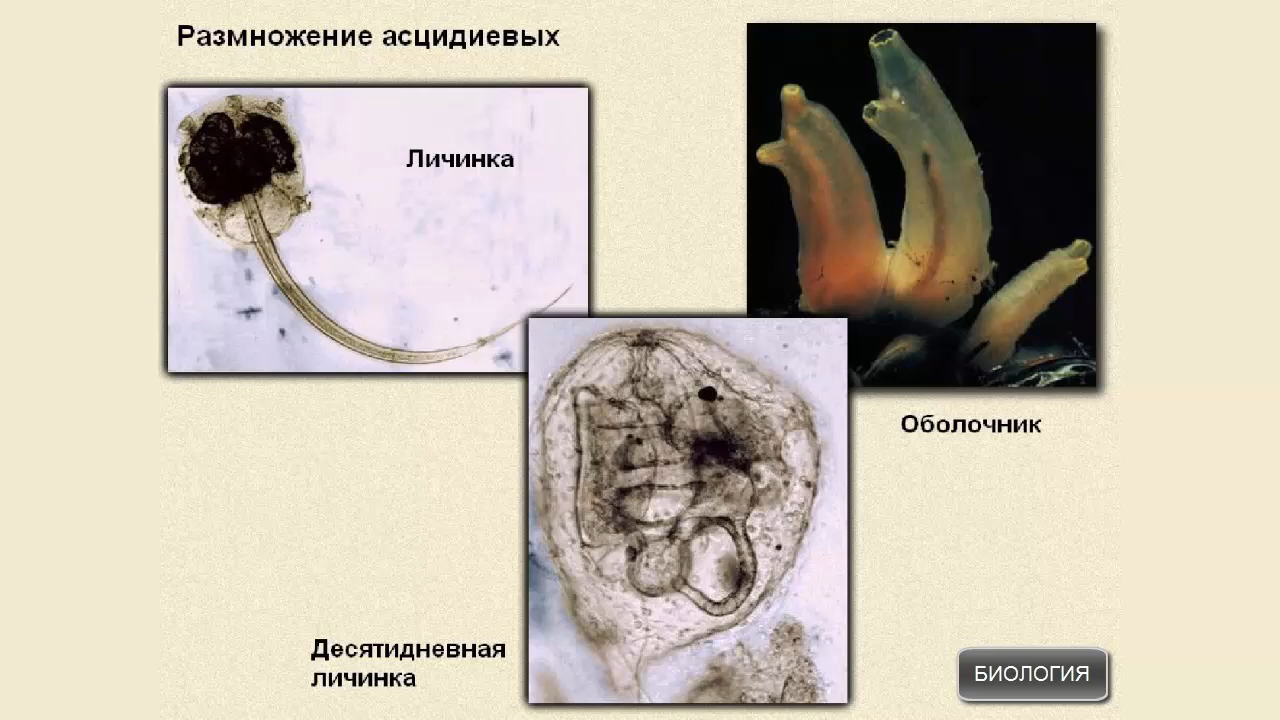 Размножение асцидиевых
Личинка
Оболочник
Десятидневная
личинка
БИОЛОГИЯ